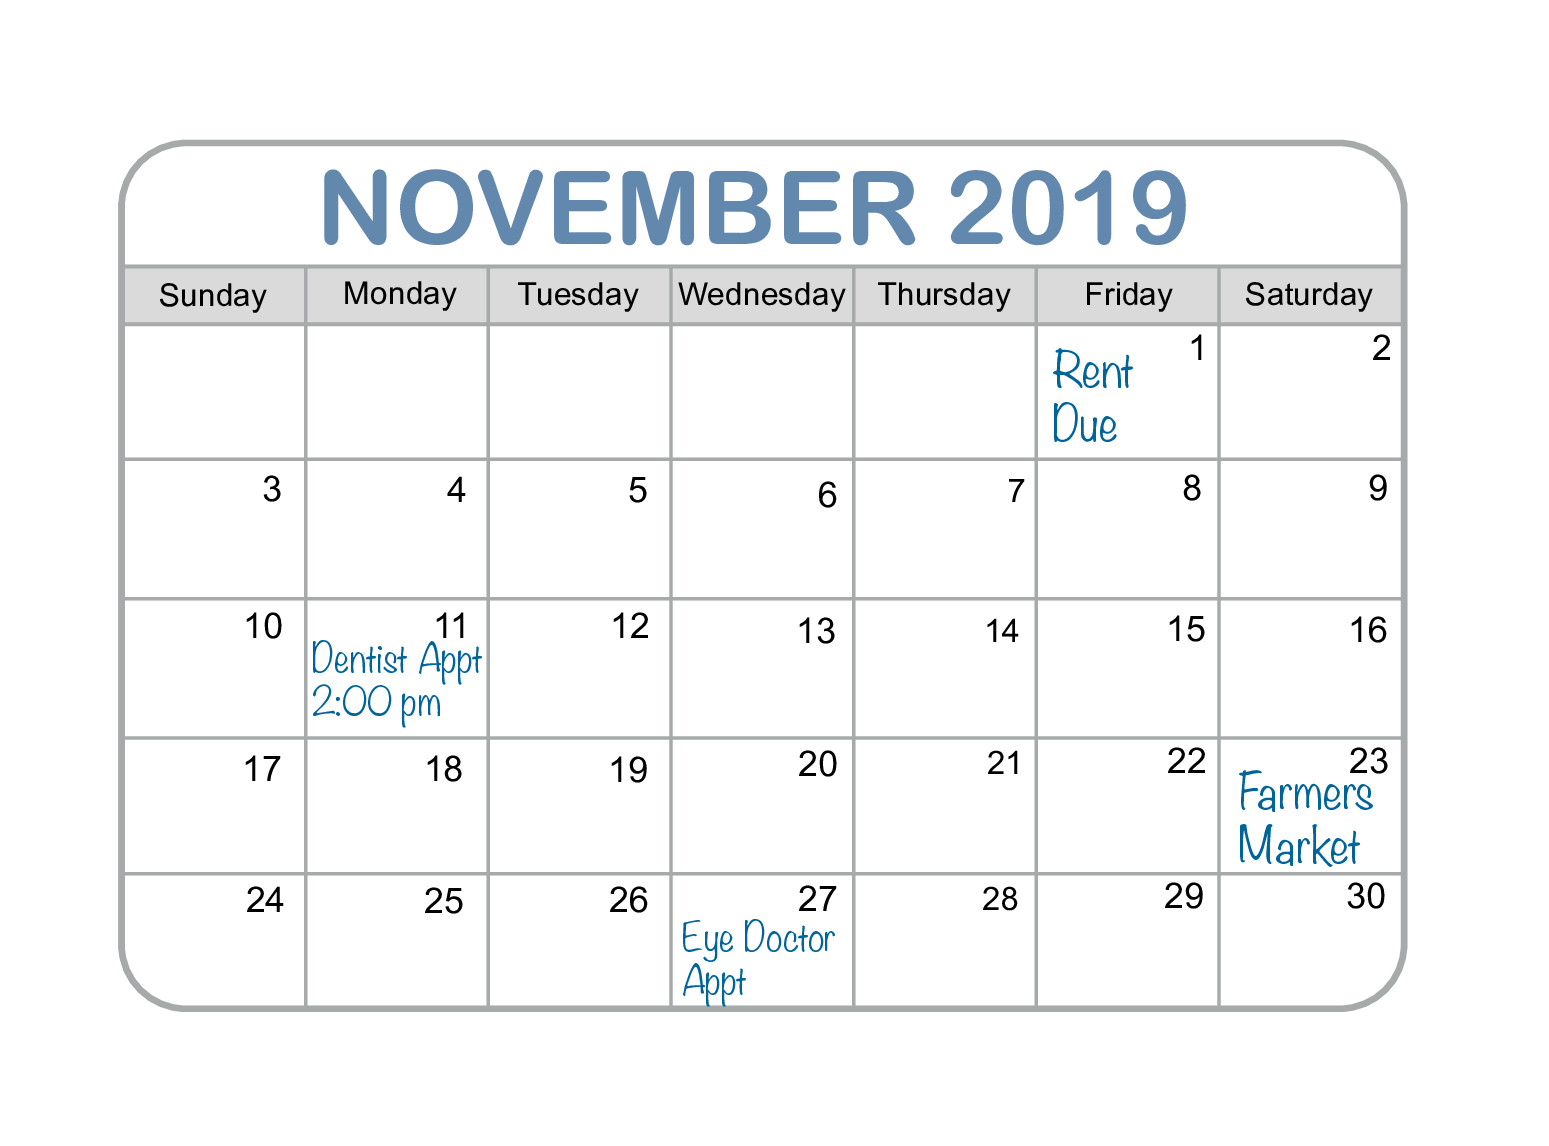 NOVEMBER 2019
Sunday Monday Tuesday Wednesday Thursday Friday Saturday
1 2
Rent
Due
3 4 5 6 7 8 9
10 11 12 13 14 15 16
Dentist Appt
2:00 pm
17 18 19 20 21 22 23
Farmers
Market
24 25 26 27 28 29 30
Eye Doctor
Appt